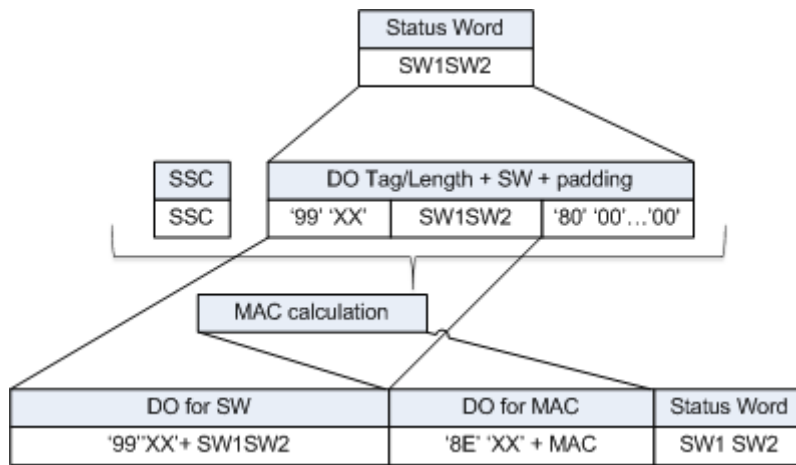 Status Word
SW1SW2
SSC
DO Tag/Length + SW + padding
SSC
‘99’ ‘XX’
SW1SW2
‘80’ ‘00’...‘00’
MAC calculation
DO for SW
DO for MAC
Status Word
‘99’‘XX’+ SW1SW2
‘8E’ ‘XX’ + MAC
SW1 SW2